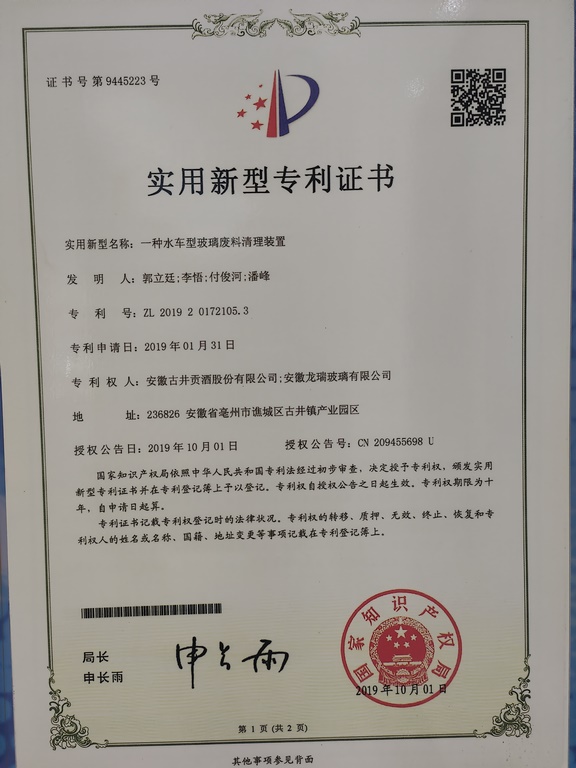 证书号第9445223号
实用新型专利证书
实用新型名称：一种水车型玻璃废料清理装置
发 明 人：郭立廷;李悟;付俊河;潘峰
专 利 号：ZL 2019 2 0172105.3
专利申请日：2019年01月31日
专 利 权 人：安徽古井贡酒股份有限公司;安徽龙瑞玻璃有限公司
地 址：236826 安徽省亳州市谯城区古井镇产业园区
授权公告日：2019年10月01日 授权公告号：CN 209455698 U
国家知识产权局依照中华人民共和国专利法经过初步审查，决定授予专利权，颁发实用
新型专利证书并在专利登记簿上予以登记。专利权自授权公告之日起生效。专利权期限为十
年，自申请日起算。
专利证书记载专利权登记时的法律状况。专利权的转移、质押、无效、终止、恢复和专
利权人的姓名或名称、国籍、地址变更等事项记载在专利登记簿上。
局长
申长雨
申长雨
国家知识产权局
2019年10月01日
第 1 页 (共 2 页)
其他事项参见背面